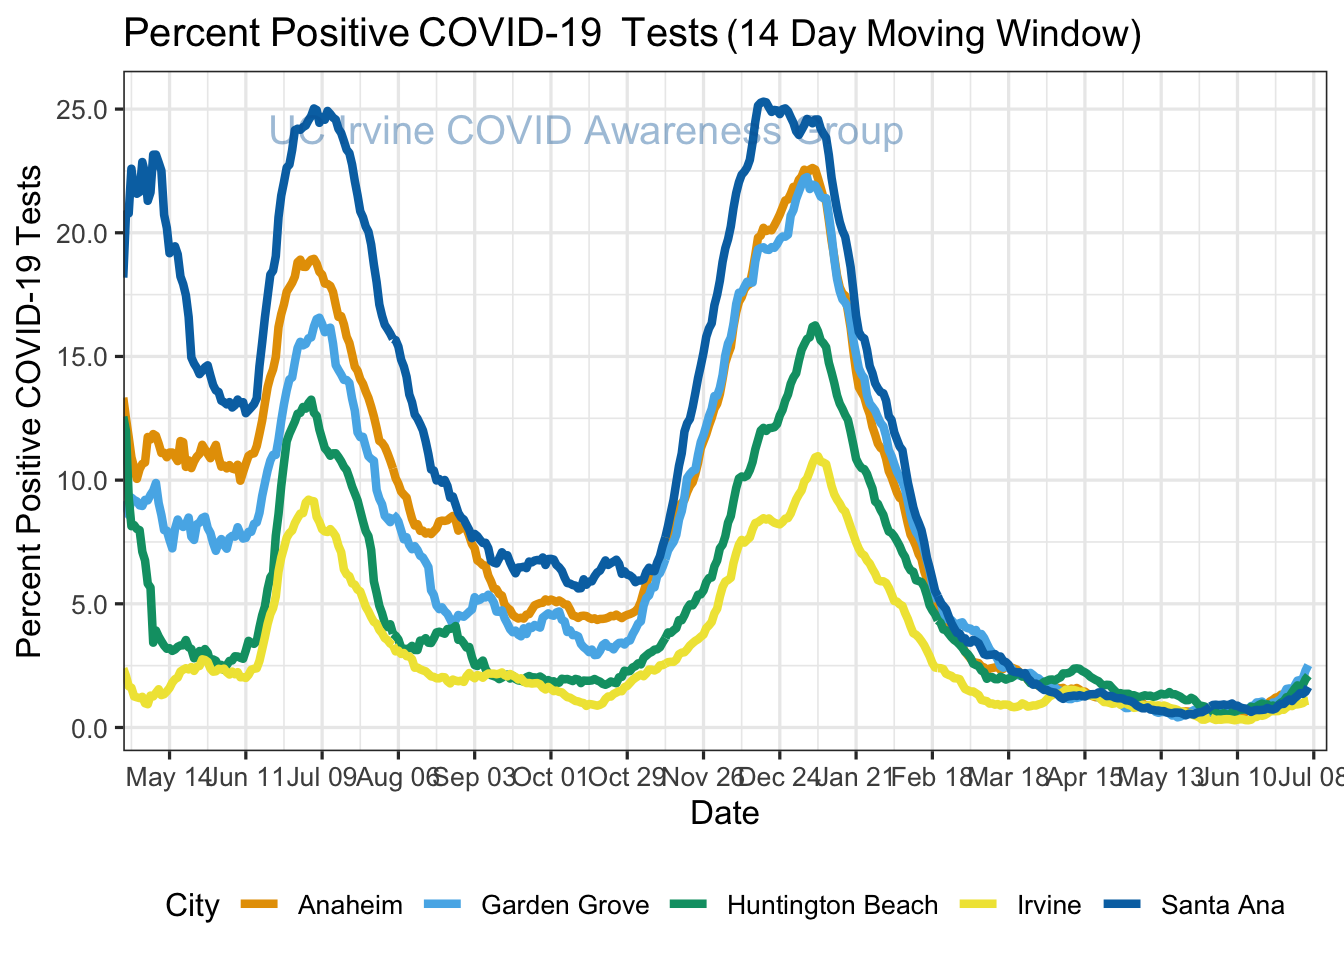 Percent Positive COVID-19 Tests (14 Day Moving Window)
UC Irvine COVID Awareness Group
Percent Positive COVID-19 Tests
25.0
20.0
15.0
10.0
5.0
0.0
May 14 Jun 11 Jul 09 Aug 06 Sep 03 Oct 01 Oct 29 Nov 26 Dec 24 Jan 21 Feb 18 Mar 18 Apr 15 May 13 Jun 10 Jul 08
Date
City Anaheim Garden Grove Huntington Beach Irvine Santa Ana